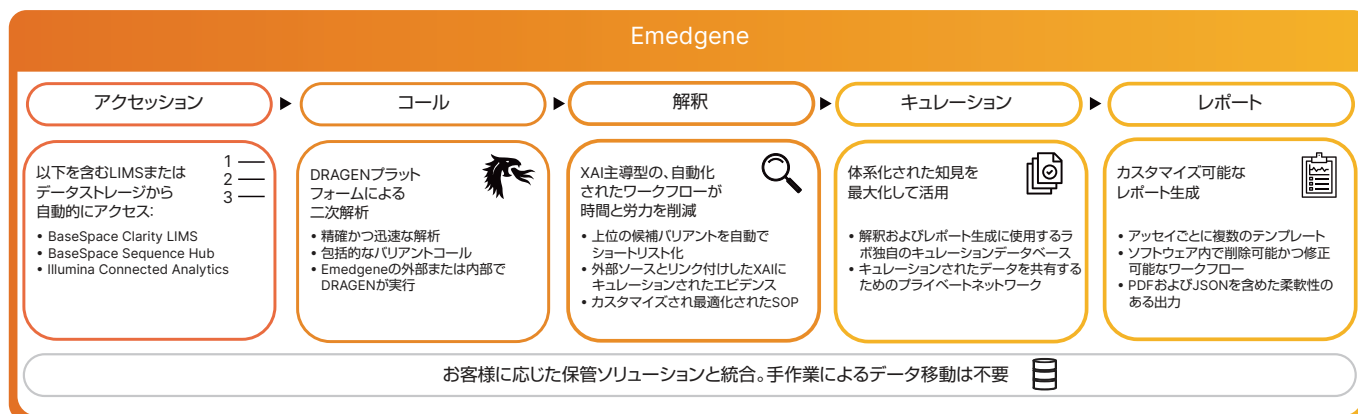 Emedgene
アクセッション
コール
解釈
キュレーション
レポート
以下を含むLIMSまたは
データストレージから
自動的にアクセス:
1
2
3
• BaseSpace Clarity LIMS
• BaseSpace Sequence Hub
• Illumina Connected Analytics
DRAGENプラット
フォームによる
二次解析
• 精確かつ迅速な解析
• 包括的なバリアントコール
• Emedgeneの外部または内部で
DRAGENが実行
XAI主導型の、自動化
されたワークフローが
時間と労力を削減
• 上位の候補バリアントを自動で
ショートリスト化
• 外部ソースとリンク付けしたXAIに
キュレーションされたエビデンス
• カスタマイズされ最適化されたSOP
体系化された知見を
最大化して活用
• 解釈およびレポート生成に使用するラ
ボ独自のキュレーションデータベース
• キュレーションされたデータを共有する
ためのプライベートネットワーク
カスタマイズ可能な
レポート生成
• アッセイごとに複数のテンプレート
• ソフトウェア内で削除可能かつ修正
可能なワークフロー
• PDFおよびJSONを含めた柔軟性の
ある出力
お客様に応じた保管ソリューションと統合。手作業によるデータ移動は不要